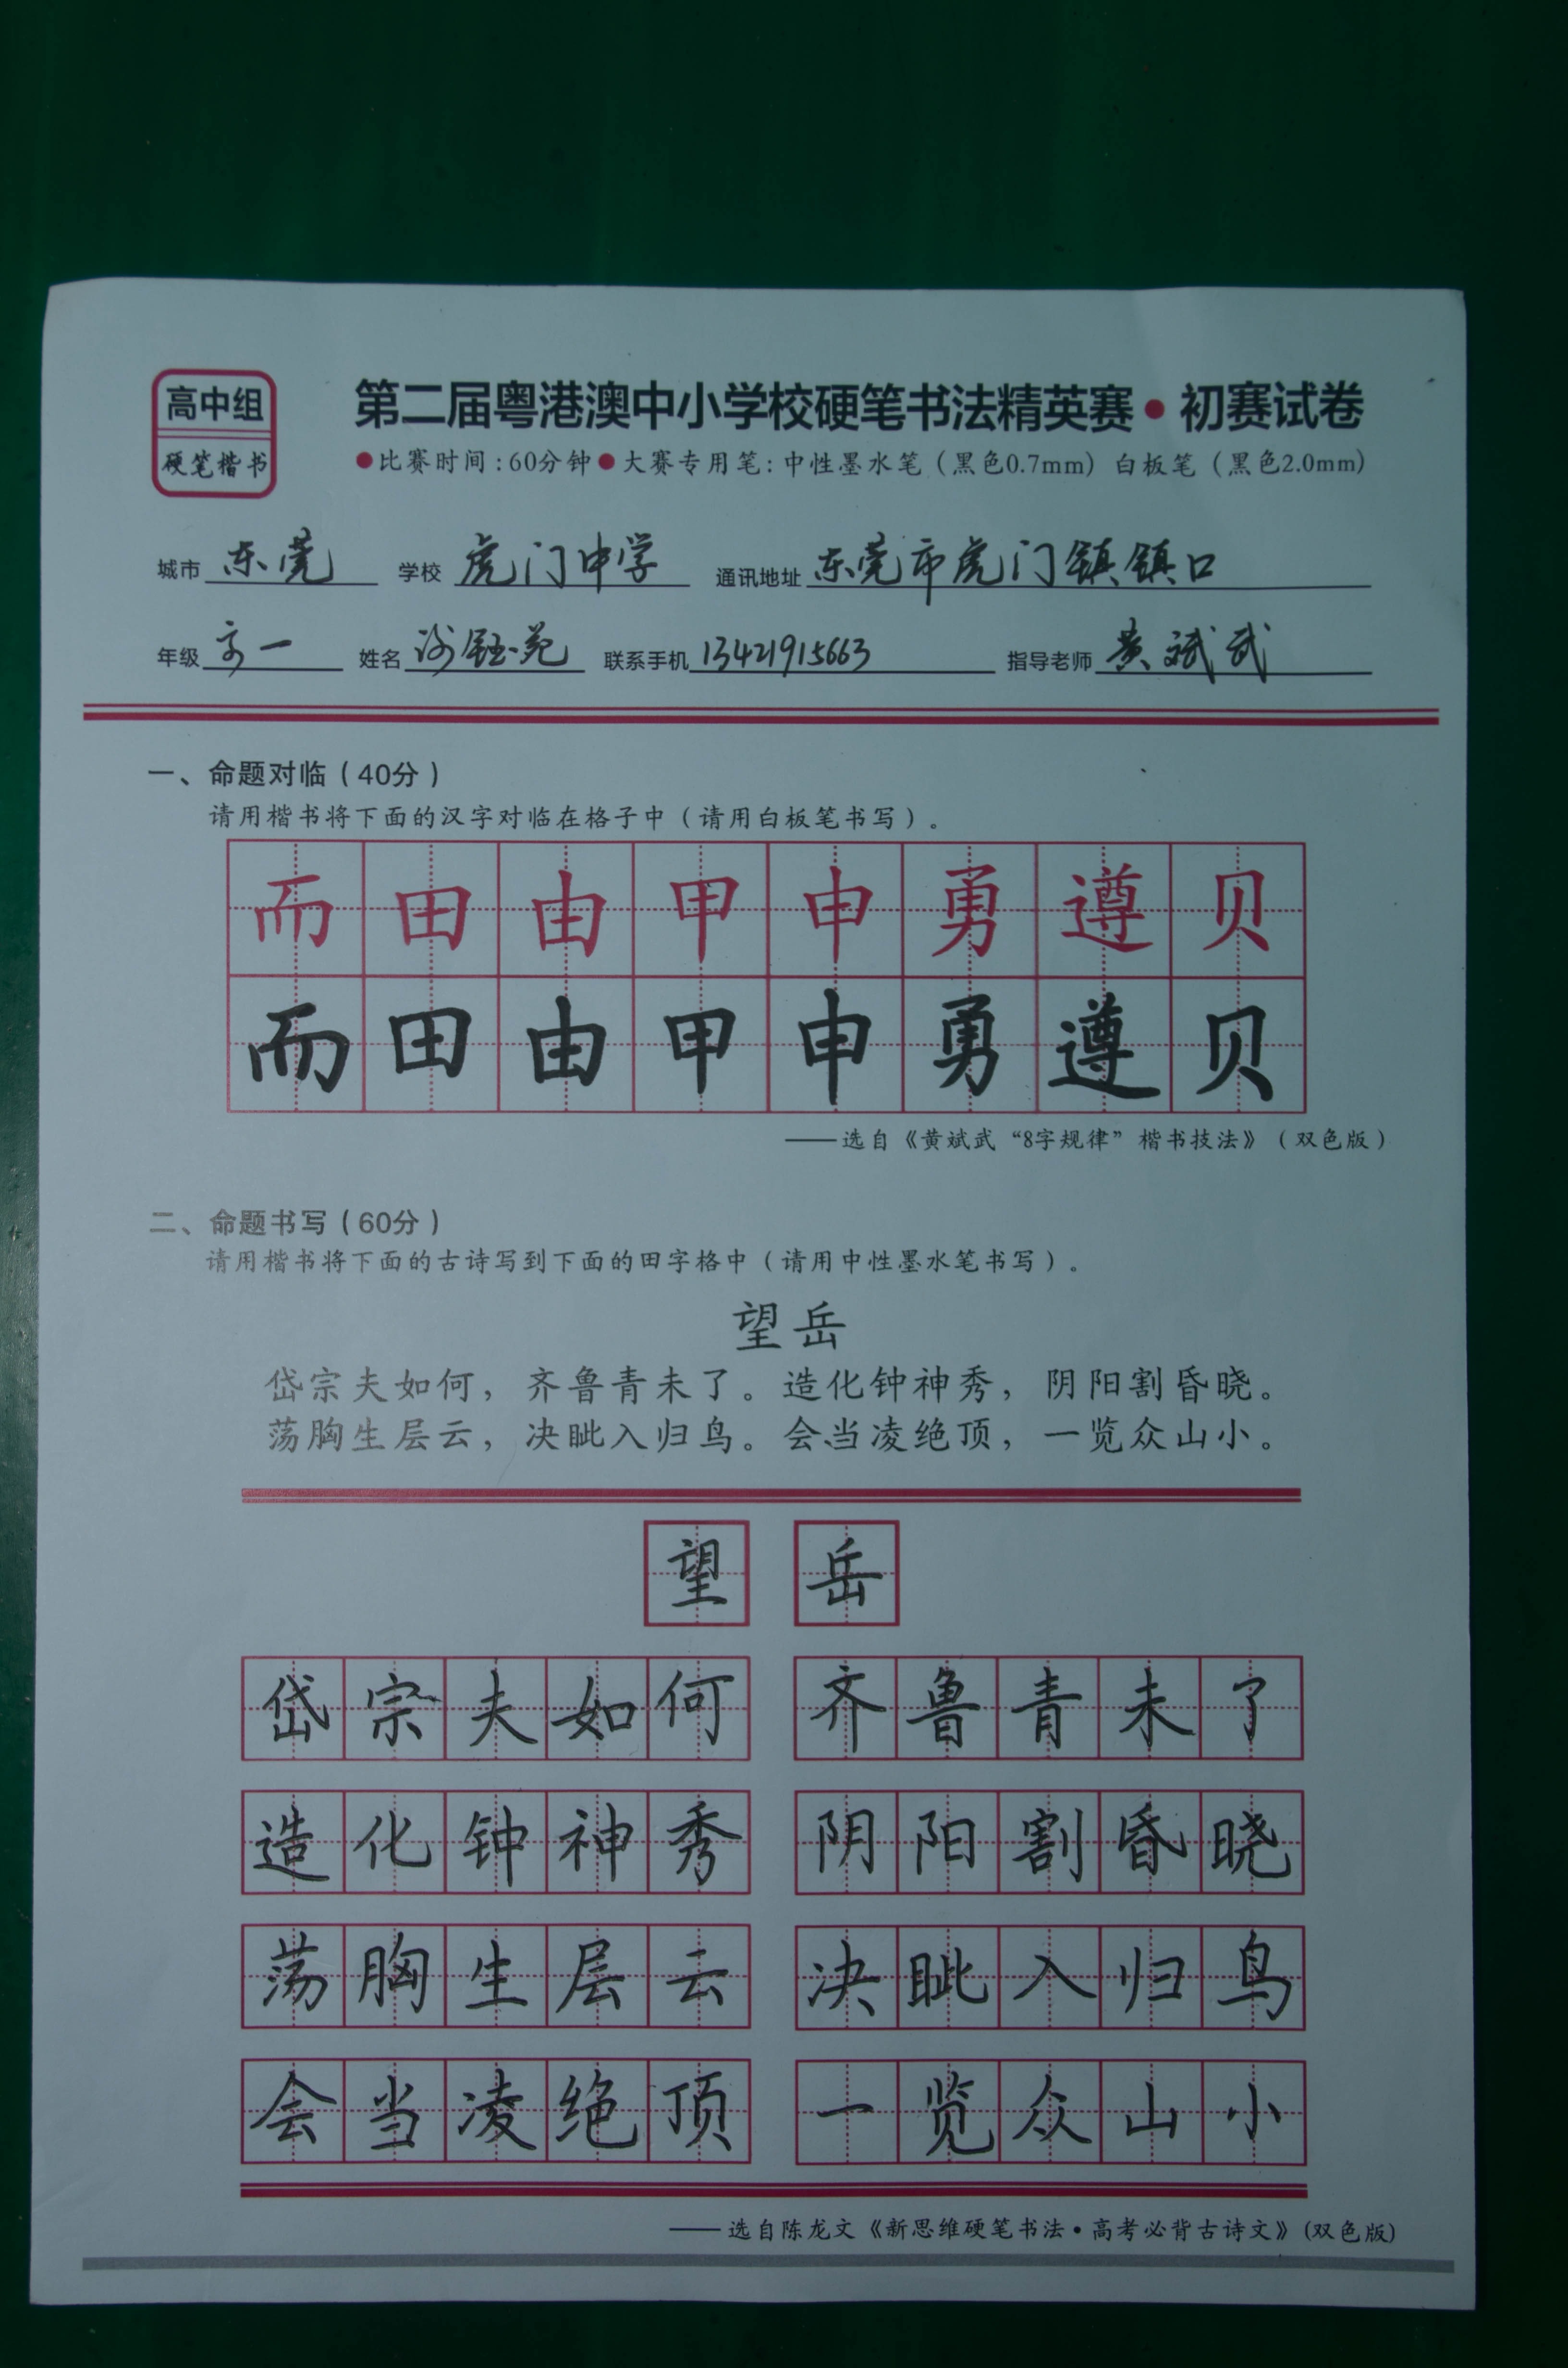 高中组
硬笔楷书
第二届粤港澳中小学校硬笔书法精英赛●初赛试卷
●比赛时间:60分钟●大赛专用笔:中性墨水笔(黑色0.7mm)白板笔(黑色2.0mm)
城市 东莞 学校 虎门中学 通讯地址 东莞市虎门镇镇口
年级 高一 姓名 谢钰苑 联系手机 13421915663 指导老师 黄斌武
一、命题对临(40分)
请用楷书将下面的汉字对临在格子中(请用白板笔书写)。
而田由甲申勇遵贝
而田由甲申勇遵贝
——选自《黄斌武“8字规律”楷书技法》(双色版)
二、命题书写(60分)
请用楷书将下面的古诗写到下面的田字格中(请用中性墨水笔书写)。
望岳
岱宗夫如何,齐鲁青未了。造化钟神秀,阴阳割昏晓。
荡胸生层云,决眦入归鸟。会当凌绝顶,一览众山小。
望岳
岱宗夫如何 齐鲁青未了
造化钟神秀 阴阳割昏晓
荡胸生层云 决眦入归鸟
会当凌绝顶 一览众山小
——选自陈龙文《新思维硬笔书法·高考必背古诗文》(双色版)